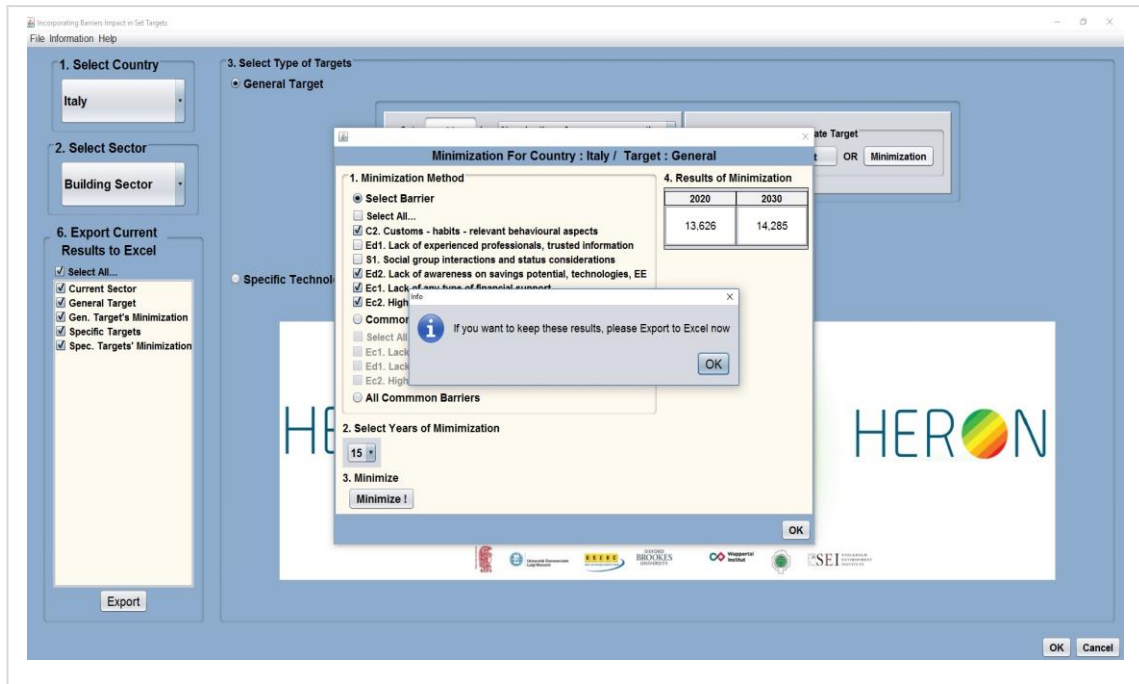 Incorporating Barriers Impact in Set Targets
File Information Help
1. Select Country
Italy
2. Select Sector
Building Sector
6. Export Current
Results to Excel
Select All...
Current Sector
General Target
Gen. Target's Minimization
Specific Targets
Spec. Targets' Minimization
Export
3. Select Type of Targets
General Target
ate Target
OR Minimization
Specific Technol
Minimization For Country : Italy / Target : General
1. Minimization Method
Select Barrier
Select All...
C2. Customs - habits - relevant behavioural aspects
Ed1. Lack of experienced professionals, trusted information
S1. Social group interactions and status considerations
Ed2. Lack of awareness on savings potential, technologies, EE
Ec1. Lack of any type of financial support
Ec2. High
Common
Select All
Ec1. Lack
Ed1. Lack
Ec2. High
All Commmon Barriers
2. Select Years of Mimimization
15
3. Minimize
Minimize !
4. Results of Minimization
2020 2030
13,626 14,285
OK
Info
If you want to keep these results, please Export to Excel now
OK
HE
HERON
OXFORD
BROOKES
UNIVERSITY
Wuppertal
Institut
SEI STOCKHOLM
ENVIRONMENT
INSTITUTE
OK Cancel